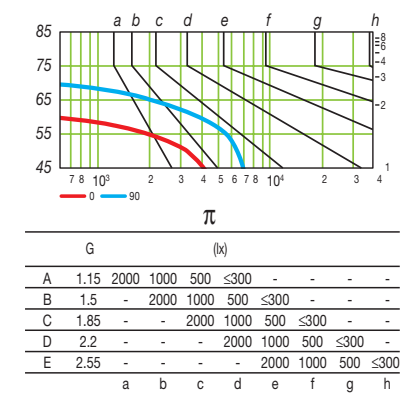 a b c d e f g h
85
8
6
75 4
3
65
2
55
45 1
7 8 10³ 2 3 4 5 6 7 8 10⁴ 2 3 4
0 90
π
G (lx)
A 1.15 2000 1000 500 ≤300 - - - -
B 1.5 - 2000 1000 500 ≤300 - - -
C 1.85 - - 2000 1000 500 ≤300 - -
D 2.2 - - - 2000 1000 500 ≤300 -
E 2.55 - - - - 2000 1000 500 ≤300
a b c d e f g h